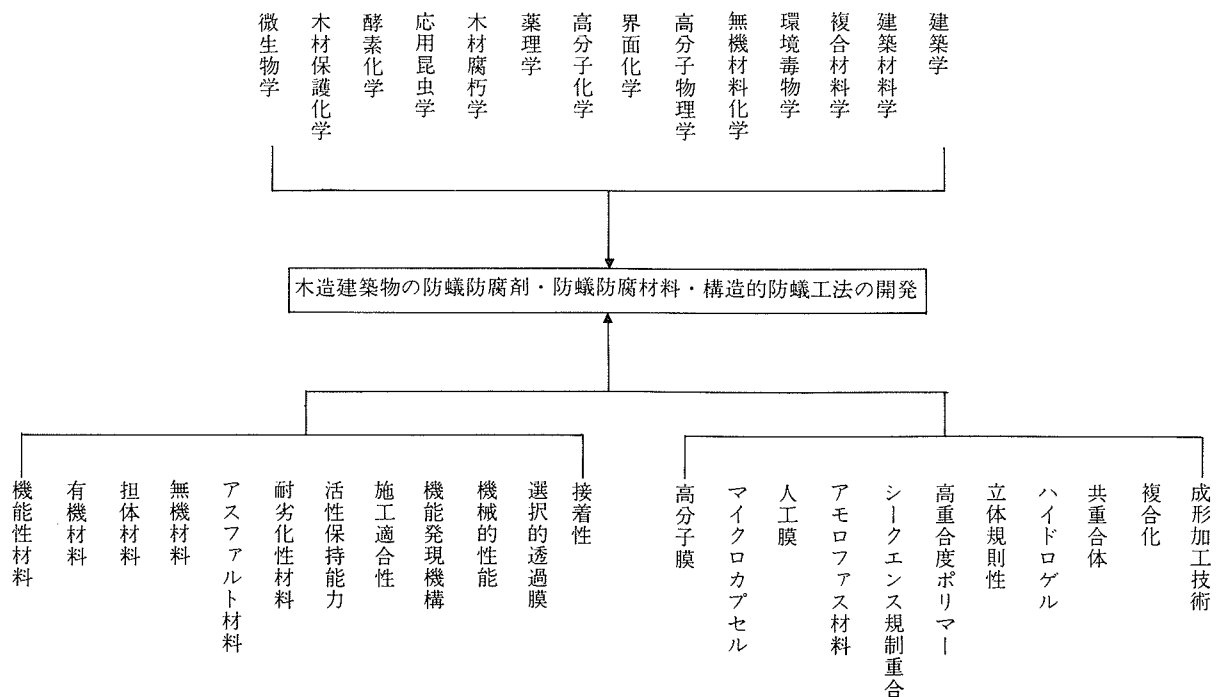 微生物学
木材保護化学
酵素化学
応用昆虫学
木材腐朽学
薬理学
高分子化学
界面化学
高分子物理学
無機材料化学
環境毒物学
複合材料学
建築材料学
建築学
木造建築物の防蟻防腐剤・防蟻防腐材料・構造的防蟻工法の開発
機能性材料
有機材料
担体材料
無機材料
アスファルト材料
耐劣化性材料
活性保持能力
施工適合性
機能発現機構
機械的性能
選択的透過膜
接着性
高分子膜
マイクロカプセル
人工膜
アモロファス材料
シークエンス規制重合
高重合度ポリマー
立体規則性
ハイドロゲル
共重合体
複合化
成形加工技術